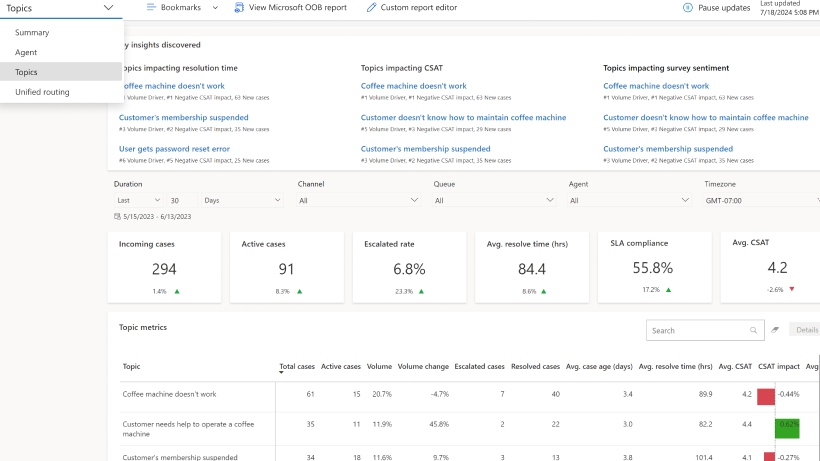 Topics
Bookmarks
View Microsoft OOB report
Custom report editor
Pause updates
Last updated
7/18/2024 5:08 PM
Summary
Agent
Topics
Unified routing
y insights discovered
opics impacting resolution time
offee machine doesn't work
1 Volume Driver, #1 Negative CSAT impact, 63 New cases
Customer's membership suspended
#3 Volume Driver, #2 Negative CSAT impact, 35 New cases
User gets password reset error
#6 Volume Driver, #5 Negative CSAT impact, 25 New cases
Topics impacting CSAT
Coffee machine doesn't work
#1 Volume Driver, #1 Negative CSAT impact, 63 New cases
Customer doesn't know how to maintain coffee machine
#5 Volume Driver, #3 Negative CSAT impact, 29 New cases
Customer's membership suspended
#3 Volume Driver, #2 Negative CSAT impact, 35 New cases
Topics impacting survey sentiment
Coffee machine doesn't work
#1 Volume Driver, #1 Negative CSAT impact, 63 New cases
Customer doesn't know how to maintain coffee machine
#5 Volume Driver, #3 Negative CSAT impact, 29 New cases
Customer's membership suspended
#3 Volume Driver, #2 Negative CSAT impact, 35 New cases
Duration
Last 30 Days
5/15/2023 - 6/13/2023
Channel
All
Queue
All
Agent
All
Timezone
GMT-07:00
Incoming cases
294
1.4%
Active cases
91
8.3%
Escalated rate
6.8%
23.3%
Avg. resolve time (hrs)
84.4
8.6%
SLA compliance
55.8%
17.2%
Avg. CSAT
4.2
-2.6%
Topic metrics
Search
Details
Topic Total cases Active cases Volume Volume change Escalated cases Resolved cases Avg. case age (days) Avg. resolve time (hrs) Avg. CSAT CSAT impact Avg
Coffee machine doesn't work 61 15 20.7% -4.7% 7 40 3.4 89.9 4.2 -0.44%
Customer needs help to operate a coffee
machine 35 11 11.9% 45.8% 2 22 3.0 82.2 4.4 0.62%
Customer's membership suspended 34 18 11.6% 9.7% 3 13 3.8 101.4 4.1 -0.27%